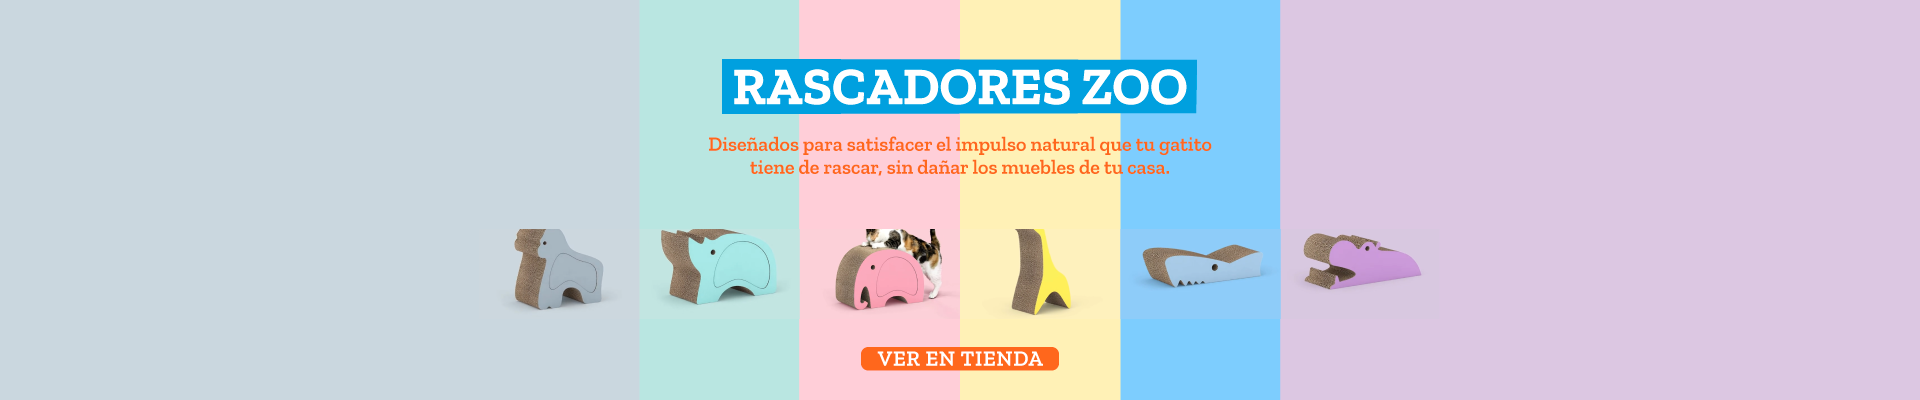 RASCADORES ZOO
Diseñados para satisfacer el impulso natural que tu gatito
tiene de rascar, sin dañar los muebles de tu casa.
VER EN TIENDA